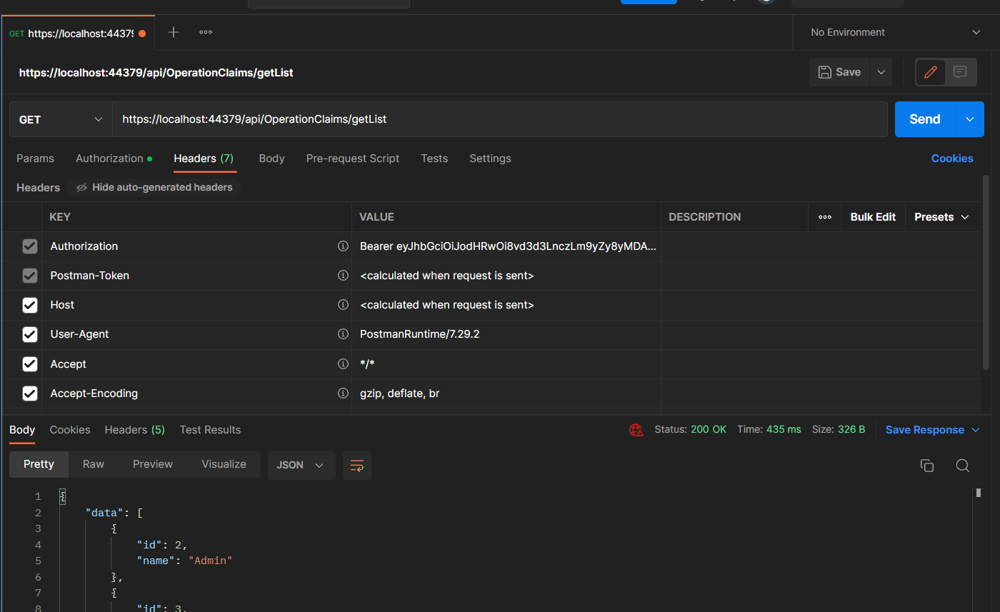 GET https://localhost:44379
No Environment
https://localhost:44379/api/OperationClaims/getList
Save
GET
https://localhost:44379/api/OperationClaims/getList
Send
Params Authorization Headers (7) Body Pre-request Script Tests Settings Cookies
Headers Hide auto-generated headers
KEY VALUE DESCRIPTION Bulk Edit Presets
Authorization Bearer eyJhbGciOiJodHRwOi8vd3d3LnczLm9yZy8yMDA...
Postman-Token <calculated when request is sent>
Host <calculated when request is sent>
User-Agent PostmanRuntime/7.29.2
Accept */*
Accept-Encoding gzip, deflate, br
Body Cookies Headers (5) Test Results Status: 200 OK Time: 435 ms Size: 326 B Save Response
Pretty Raw Preview Visualize JSON
1 {
2 "data": [
3 {
4 "id": 2,
5 "name": "Admin"
6 },
7 {
8 "id": 3,